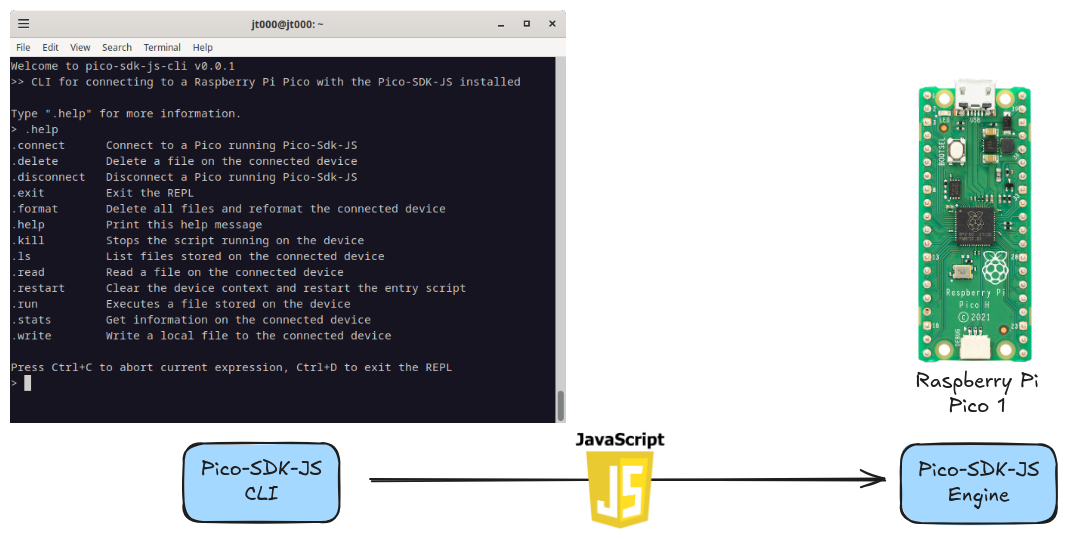 jt000@jt000: ~
File Edit View Search Terminal Help
Welcome to pico-sdk-js-cli v0.0.1
>> CLI for connecting to a Raspberry Pi Pico with the Pico-SDK-JS installed
Type ".help" for more information.
> .help
.connect Connect to a Pico running Pico-Sdk-JS
.delete Delete a file on the connected device
.disconnect Disconnect a Pico running Pico-Sdk-JS
.exit Exit the REPL
.format Delete all files and reformat the connected device
.help Print this help message
.kill Stops the script running on the device
.ls List files stored on the connected device
.read Read a file on the connected device
.restart Clear the device context and restart the entry script
.run Executes a file stored on the device
.stats Get information on the connected device
.write Write a local file to the connected device
Press Ctrl+C to abort current expression, Ctrl+D to exit the REPL
>
LED
USB
BOOTSEL
Raspberry Pi
Pico H
© 2021
DEBUG
Raspberry Pi
Pico 1
Pico-SDK-JS
CLI
JavaScript
JS
Pico-SDK-JS
Engine